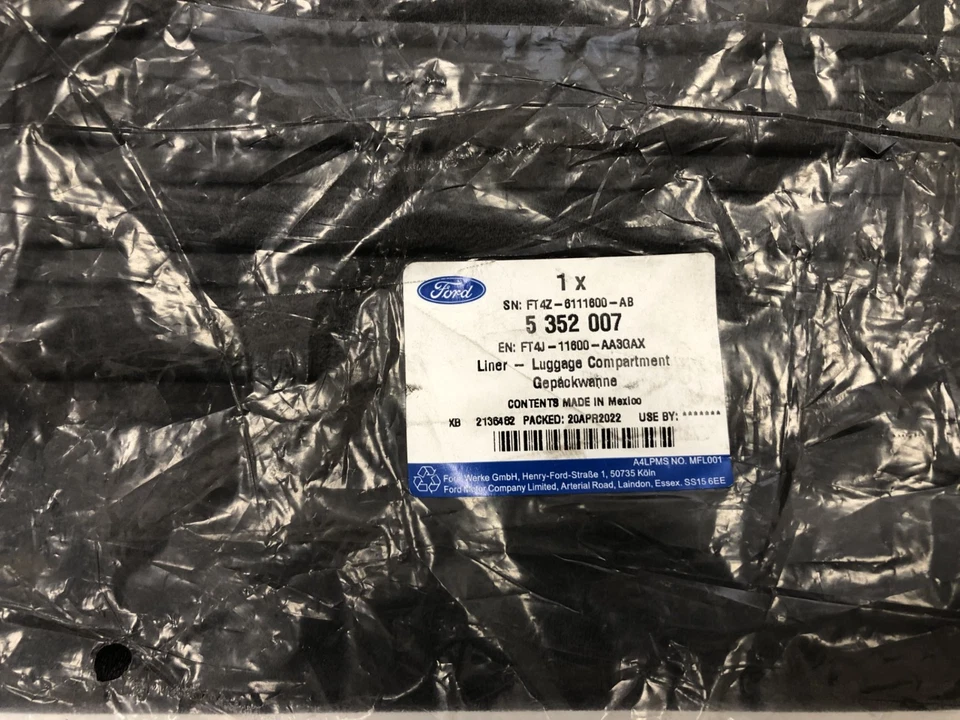 Ford
1 x
SN: FT4Z-6111600-AB
5 352 007
EN: FT4J-11600-AA3GAX
Liner - Luggage Compartment
Gepäckwanne
CONTENTS MADE IN Mexico
XB 2136482 PACKED: 20APR2022 USE BY: *******
A4LPMS NO. MFL001
Ford Werke GmbH, Henry-Ford-Straße 1, 50735 Köln
Ford Motor Company Limited, Arterial Road, Laindon, Essex. SS15 6EE